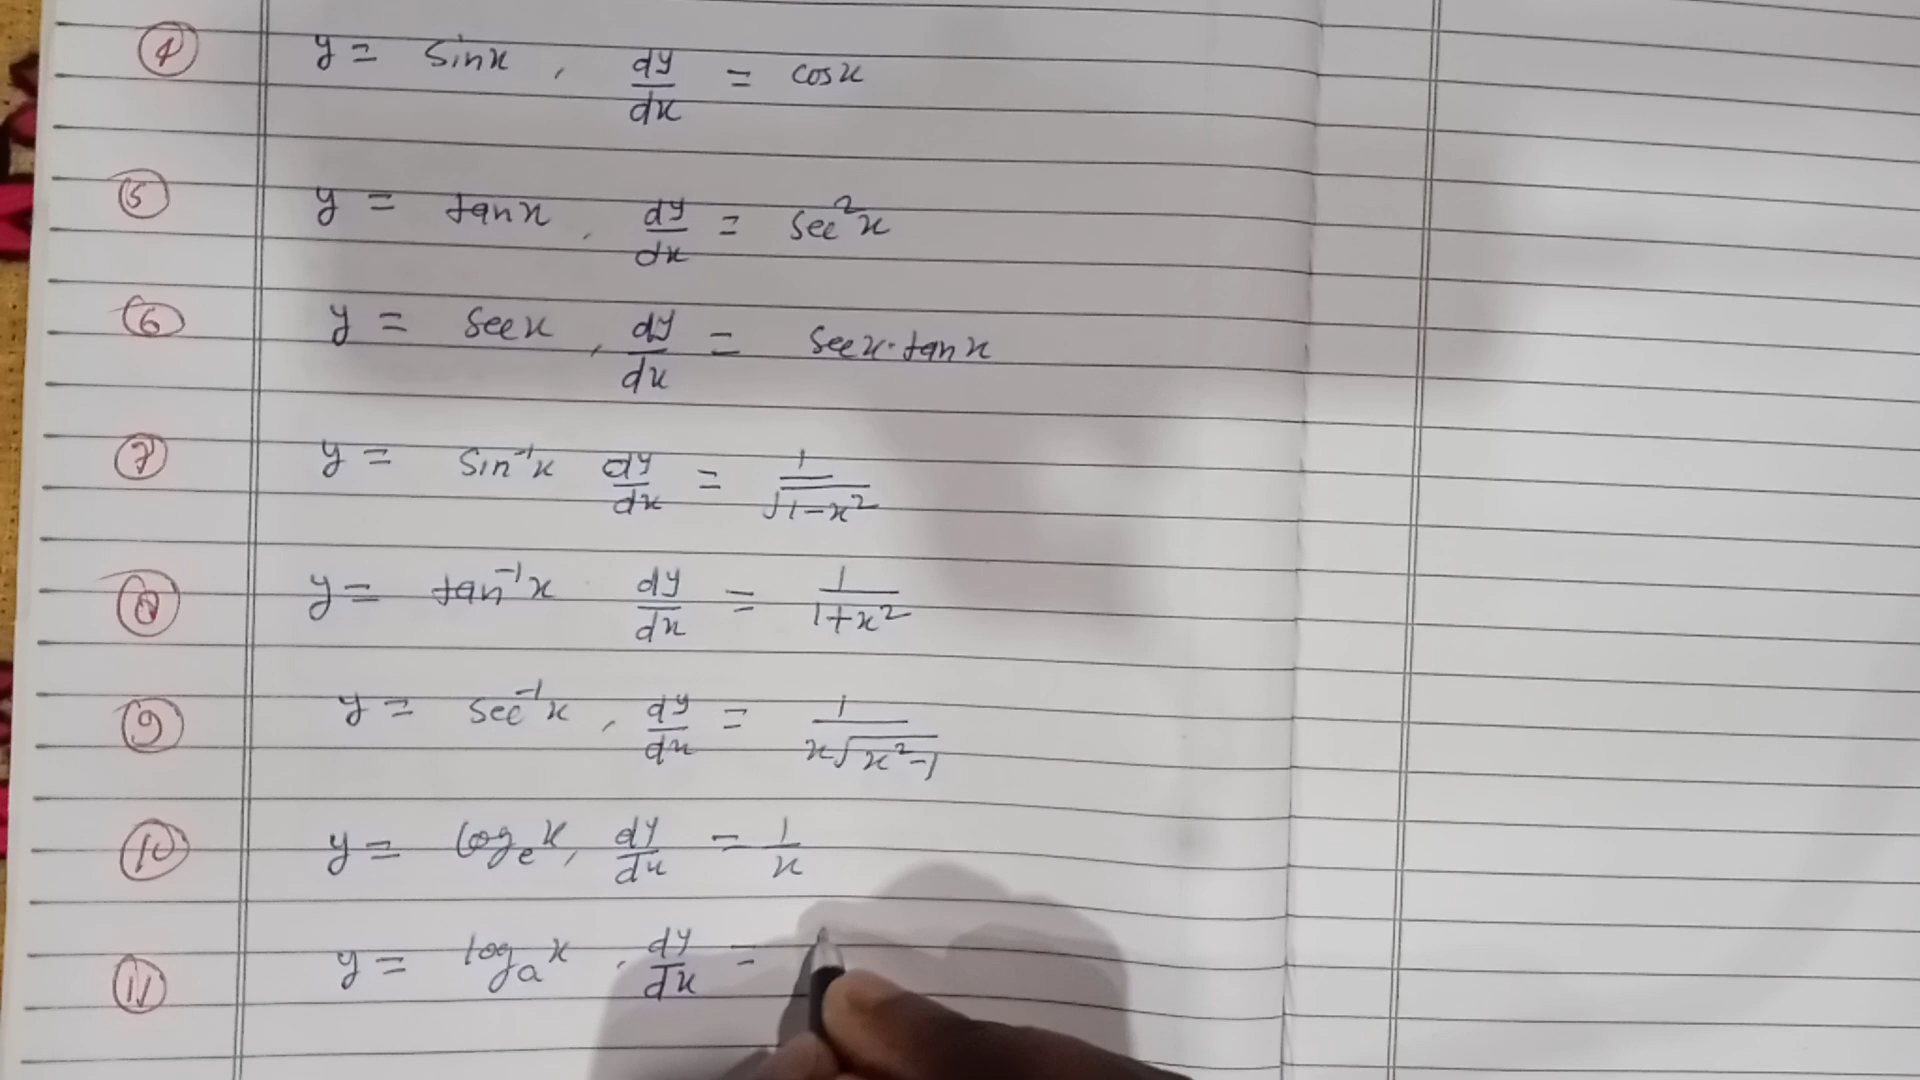 ④ y = sinx, dy/dx = cosx
⑤ y = tanx, dy/dx = sec²x
⑥ y = secx, dy/dx = secx·tanx
⑦ y = sin⁻¹x dy/dx = 1/√1-x²
⑧ y = tan⁻¹x dy/dx = 1/1+x²
⑨ y = sec⁻¹x, dy/dx = 1/x√x²-1
⑩ y = logₑx, dy/dx = 1/x
⑪ y = logₐx, dy/dx =